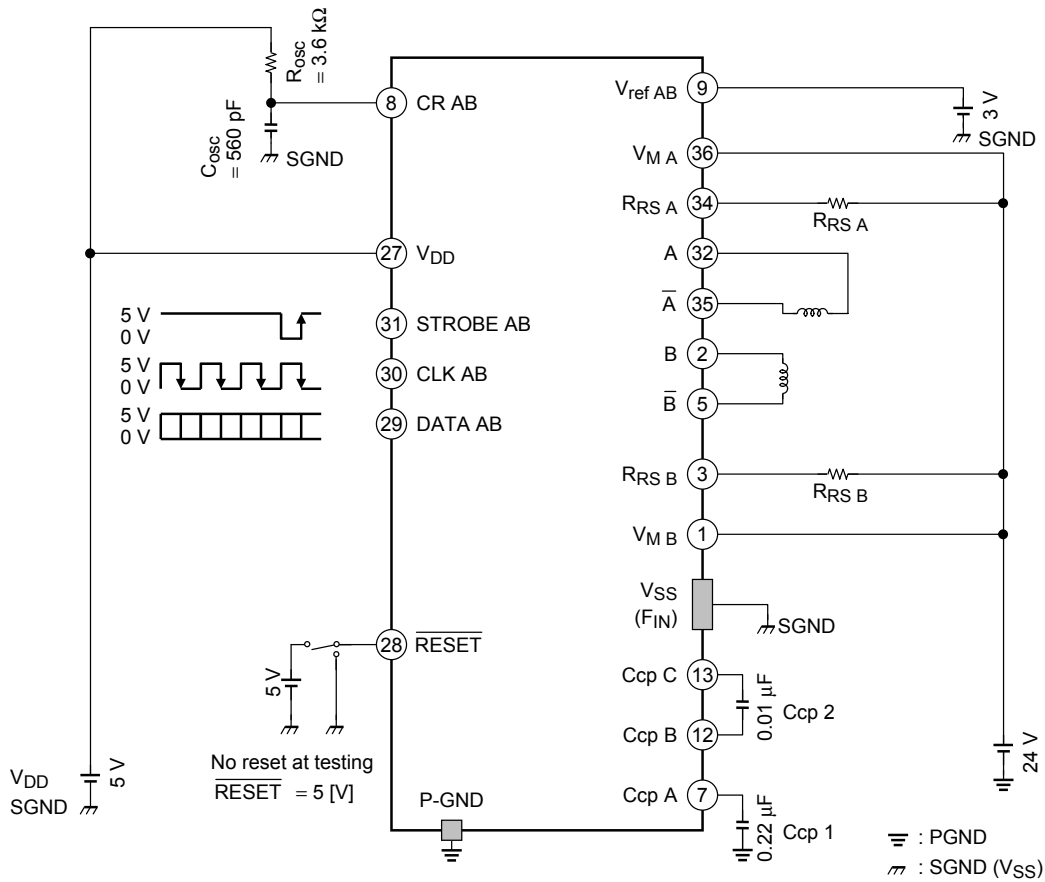 Rosc
= 3.6 kΩ
Cosc
= 560 pF
SGND
8
CR AB
27
VDD
5 V
0 V
31
STROBE AB
5 V
0 V
30
CLK AB
5 V
0 V
29
DATA AB
28
RESET
5 V
No reset at testing
RESET = 5 [V]
VDD
SGND
5 V
P-GND
Vref AB
9
3 V
SGND
VM A
36
RRS A
34
RRS A
A
32
A
35
B
2
B
5
RRS B
3
RRS B
VM B
1
VSS
(FIN)
SGND
Ccp C
13
0.01 μF
Ccp 2
Ccp B
12
Ccp A
7
0.22 μF
Ccp 1
24 V
: PGND
: SGND (VSS)